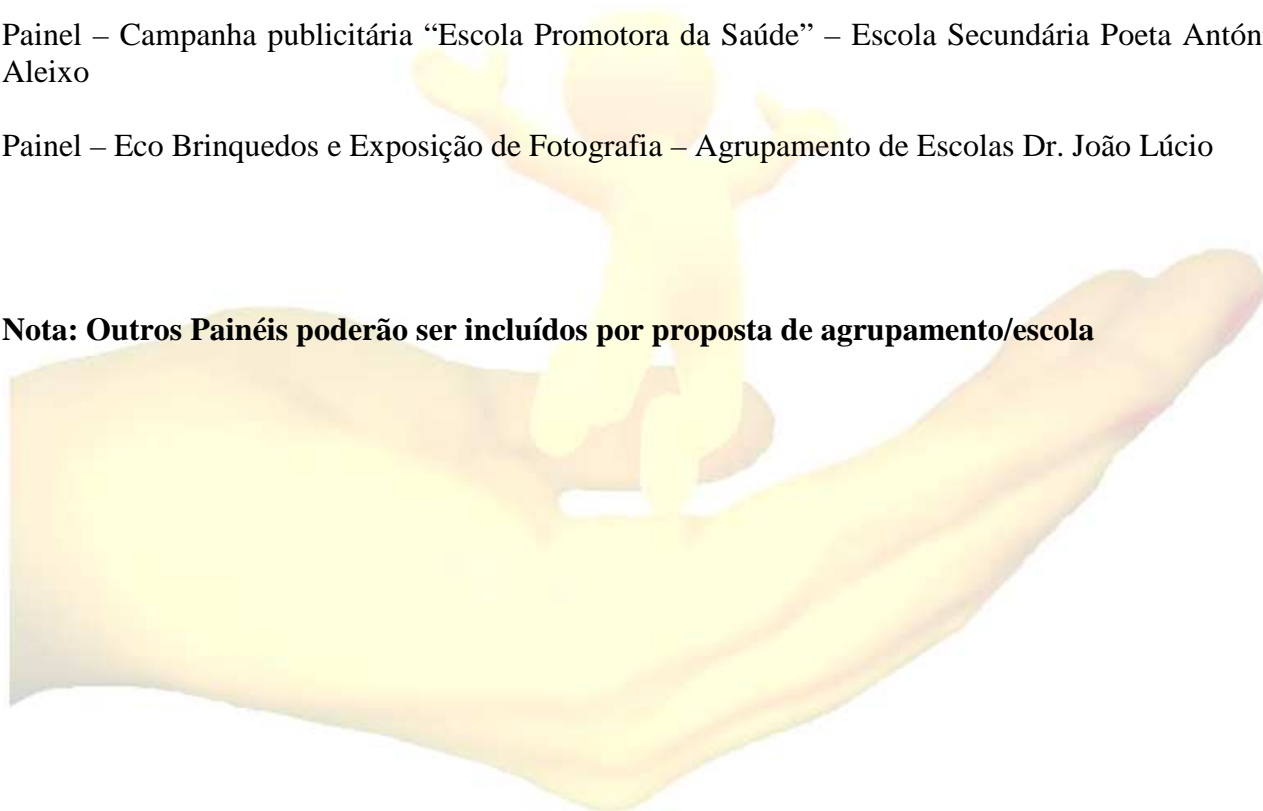 Painel – Campanha publicitária “Escola Promotora da Saúde” – Escola Secundária Poeta Antón
Aleixo
Painel – Eco Brinquedos e Exposição de Fotografia – Agrupamento de Escolas Dr. João Lúcio
Nota: Outros Painéis poderão ser incluídos por proposta de agrupamento/escola